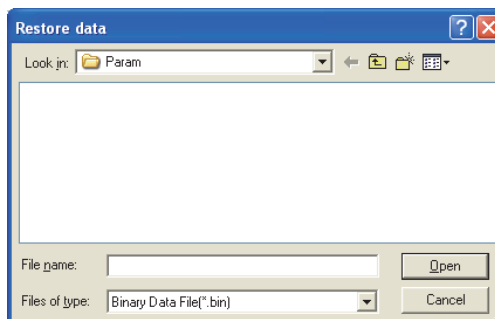 Restore data
Look in: Param
File name: Open
Files of type: Binary Data File(*.bin) Cancel